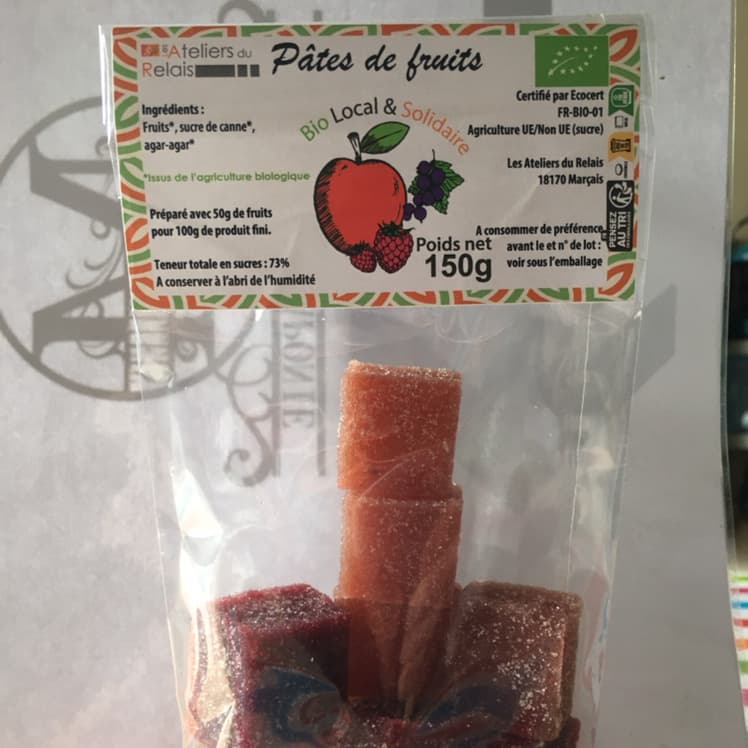 Les Ateliers du
Relais
Pâtes de fruits
Ingrédients :
Fruits*, sucre de canne*,
agar-agar*
*Issus de l'agriculture biologique
Préparé avec 50g de fruits
pour 100g de produit fini.
Teneur totale en sucres : 73%
A conserver à l'abri de l'humidité
Bio Local & Solidaire
Poids net
150g
Certifié par Ecocert
FR-BIO-01
Agriculture UE/Non UE (sucre)
Les Ateliers du Relais
18170 Marçais
A consommer de préférence
avant le et n° de lot :
voir sous l'emballage
PENSEZ
AU TRI